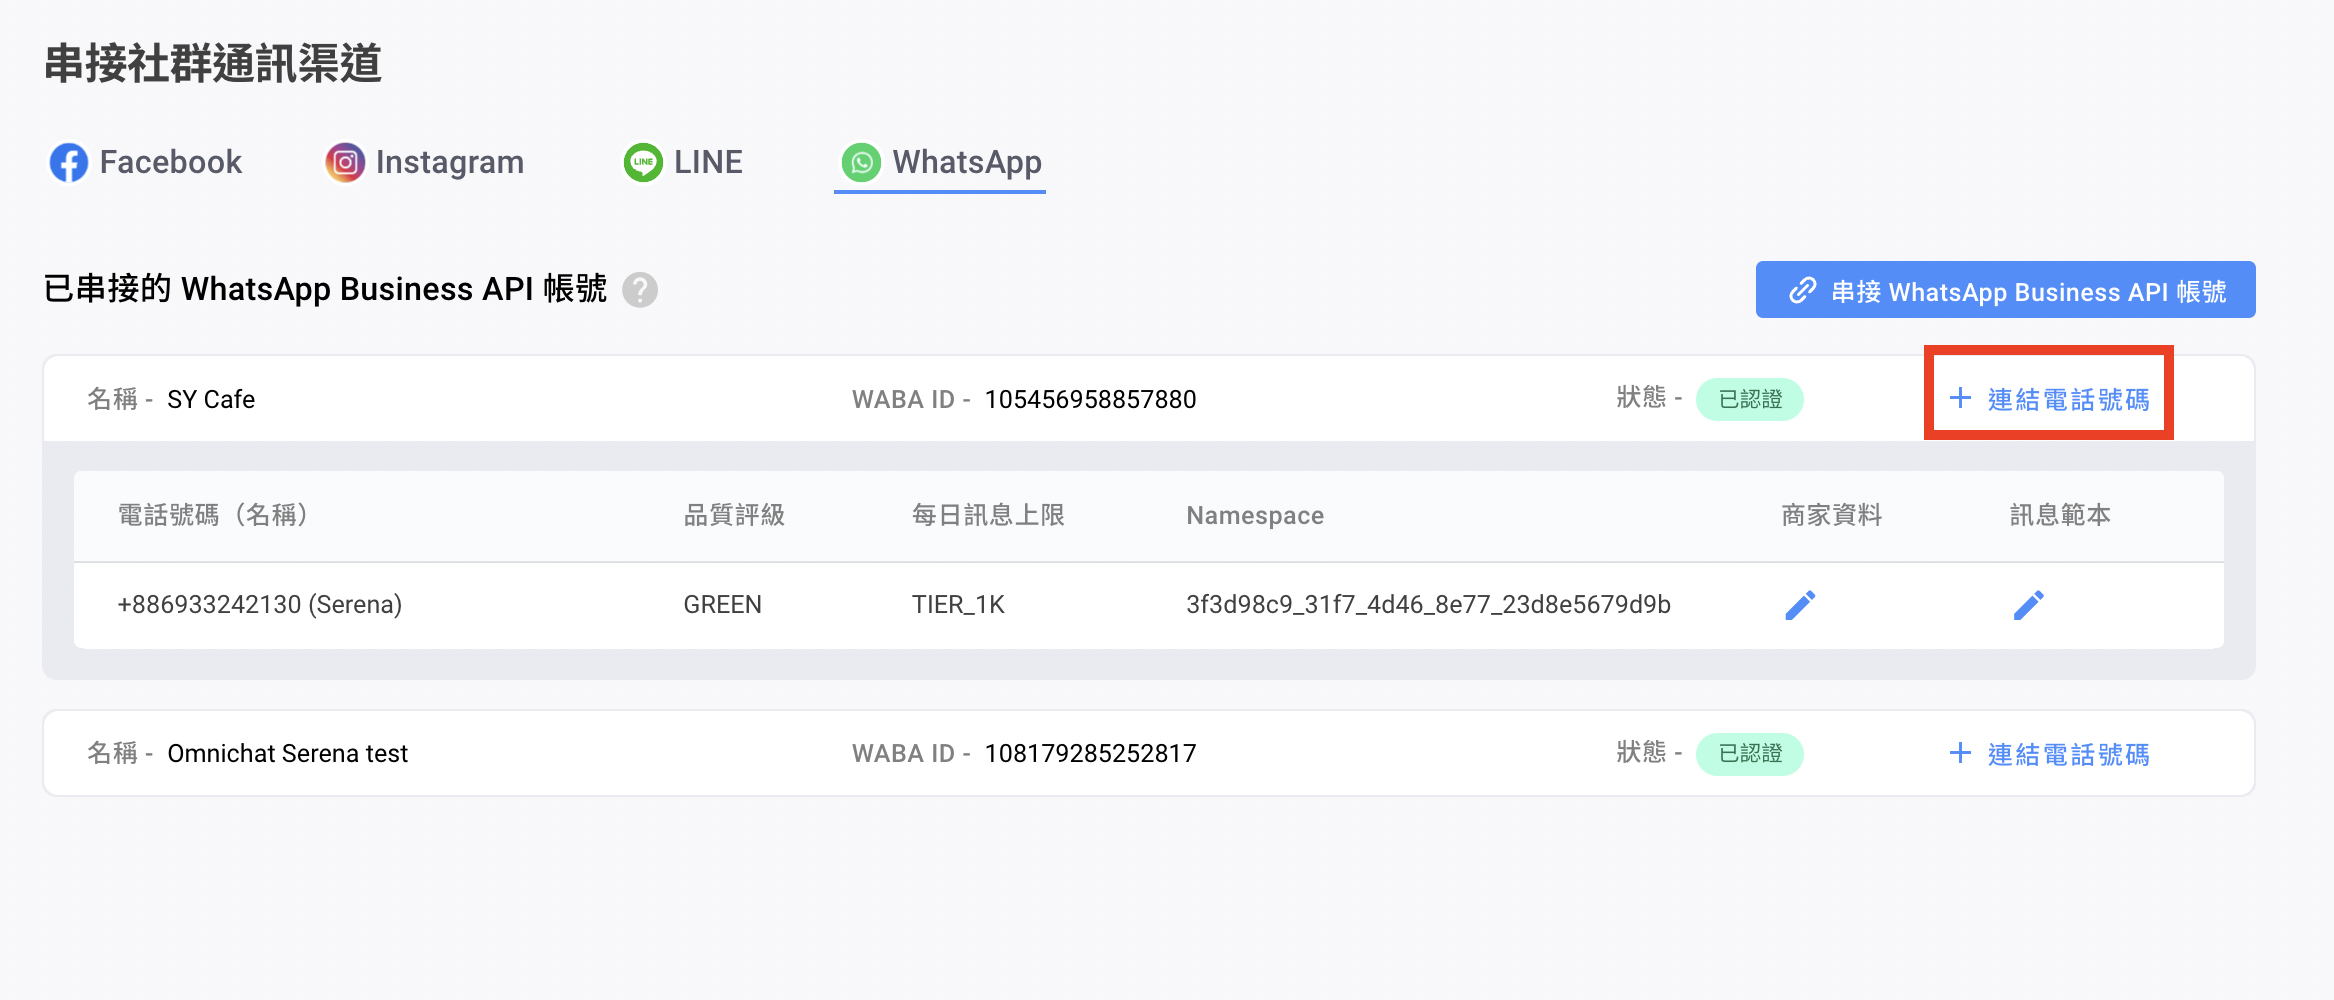 串接社群通訊渠道
Facebook Instagram LINE LINE WhatsApp
已串接的 WhatsApp Business API 帳號 ? 串接 WhatsApp Business API 帳號
名稱 - SY Cafe WABA ID - 105456958857880 狀態 - 已認證 + 連結電話號碼
電話號碼（名稱） 品質評級 每日訊息上限 Namespace 商家資料 訊息範本
+886933242130 (Serena) GREEN TIER_1K 3f3d98c9_31f7_4d46_8e77_23d8e5679d9b
名稱 - Omnichat Serena test WABA ID - 108179285252817 狀態 - 已認證 + 連結電話號碼